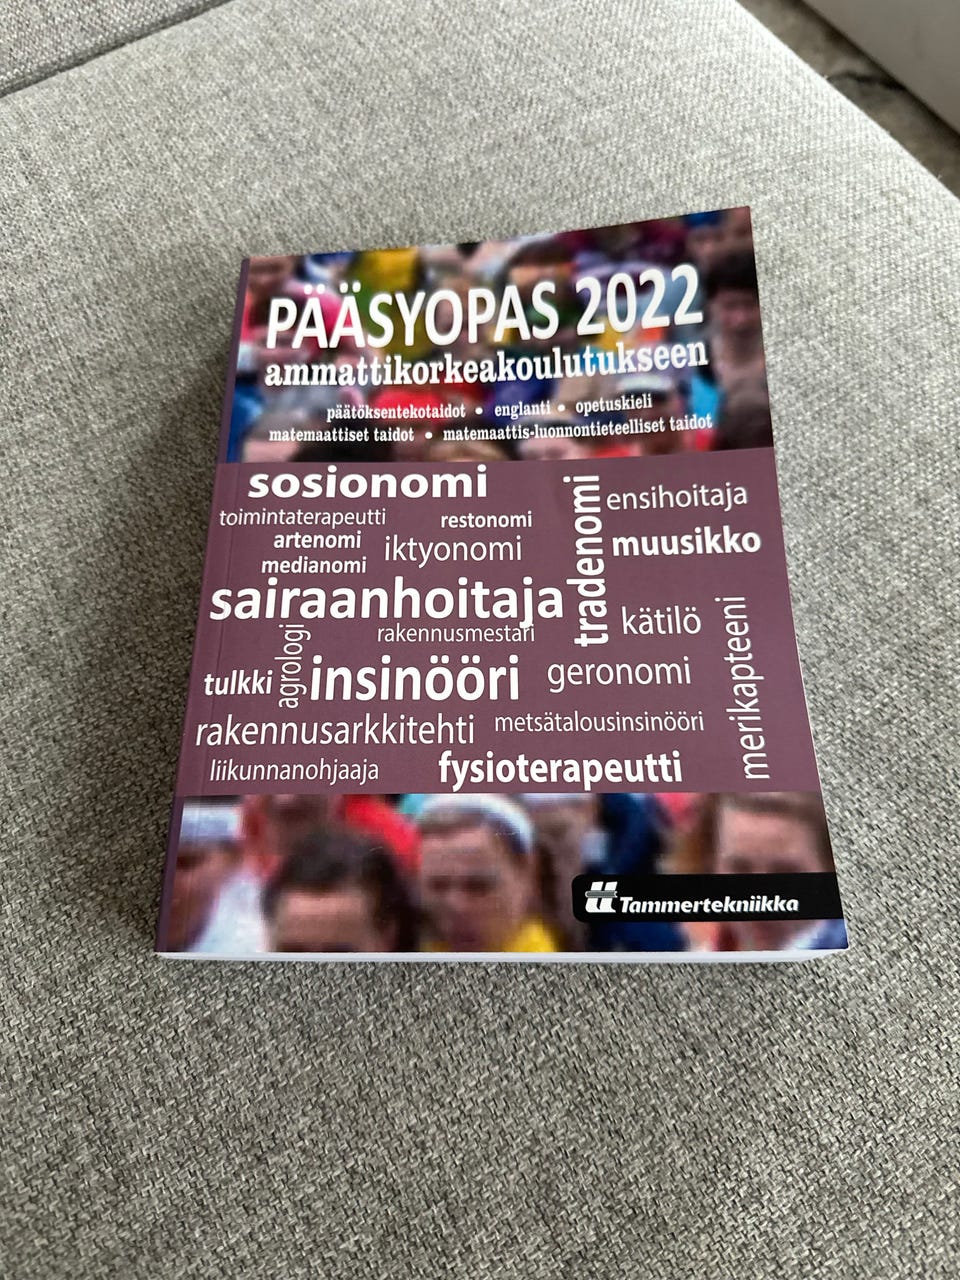 PÄÄSYOPAS 2022
ammattikorkeakoulutukseen
päätöksentekotaidot • englanti • opetuskieli
matemaattiset taidot • matemaattis-luonnontieteelliset taidot
sosionomi
tradenomi
ensihoitaja
toimintaterapeutti
restonomi
artenomi
iktyonomi
muusikko
medianomi
sairaanhoitaja
kätilö
merikapteeni
agrologi
rakennusmestari
tulkki
insinööri
geronomi
rakennusarkkitehti
metsätalousinsinööri
liikunnanohjaaja
fysioterapeutti
tt Tammertekniikka